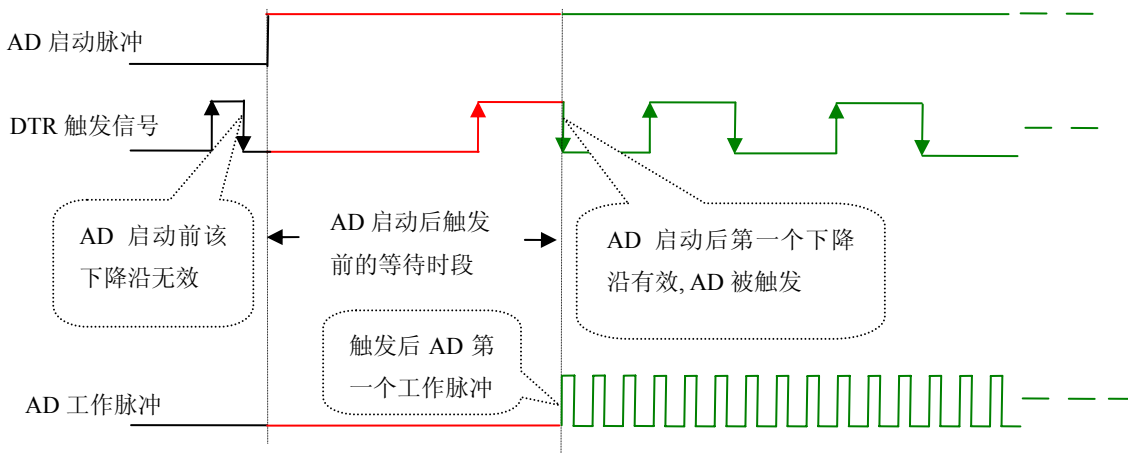 AD 启动脉冲
DTR 触发信号
AD 启动前该
下降沿无效
AD 启动后触发
前的等待时段
AD 启动后第一个下降
沿有效, AD 被触发
触发后 AD 第
一个工作脉冲
AD 工作脉冲